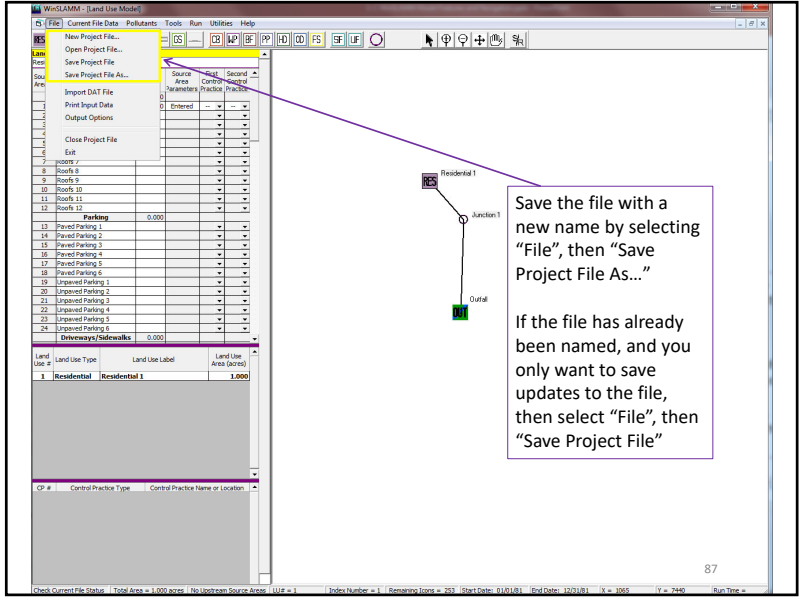 WinSLAMM - [Land Use Model]
File Current File Data Pollutants Tools Run Utilities Help
GS CB WP BF PP HD OD FS SF UF
New Project File...
Open Project File...
Save Project File
Save Project File As...
Import DAT File
Print Input Data
Output Options
Close Project File
Exit
Source Area Parameters
First Control Practice
Second Control Practice
Entered -- --
7 Roofs 7
8 Roofs 8
9 Roofs 9
10 Roofs 10
11 Roofs 11
12 Roofs 12
Parking 0.000
13 Paved Parking 1
14 Paved Parking 2
15 Paved Parking 3
16 Paved Parking 4
17 Paved Parking 5
18 Paved Parking 6
19 Unpaved Parking 1
20 Unpaved Parking 2
21 Unpaved Parking 3
22 Unpaved Parking 4
23 Unpaved Parking 5
24 Unpaved Parking 6
Driveways/Sidewalks 0.000
Land Use # Land Use Type Land Use Label Land Use Area (acres)
1 Residential Residential 1 1.000
CP # Control Practice Type Control Practice Name or Location
RES Residential 1
Junction 1
Outfall
OUT
Save the file with a
new name by selecting
“File”, then “Save
Project File As…”
If the file has already
been named, and you
only want to save
updates to the file,
then select “File”, then
“Save Project File”
87
Check Current File Status Total Area = 1.000 acres No Upstream Source Areas LU# = 1 Index Number = 1 Remaining Icons = 253 Start Date: 01/01/81 End Date: 12/31/81 X = 1065 Y = 7440 Run Time =